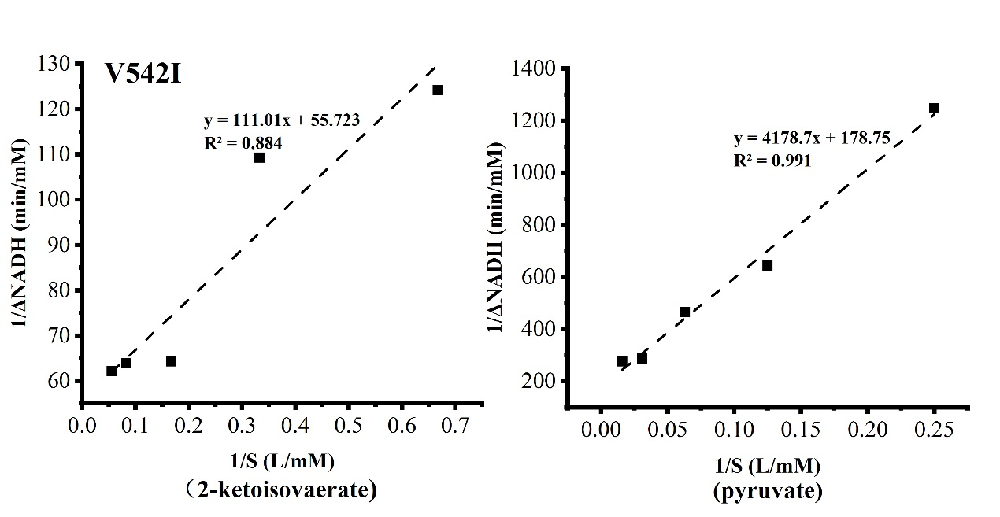 V542I
y = 111.01x + 55.723
R² = 0.884
130
120
110
100
90
80
70
60
1/ΔNADH (min/mM)
0.0 0.1 0.2 0.3 0.4 0.5 0.6 0.7
1/S (L/mM)
（2-ketoisovaerate)
y = 4178.7x + 178.75
R² = 0.991
1400
1200
1000
800
600
400
200
1/ΔNADH (min/mM)
0.00 0.05 0.10 0.15 0.20 0.25
1/S (L/mM)
(pyruvate)